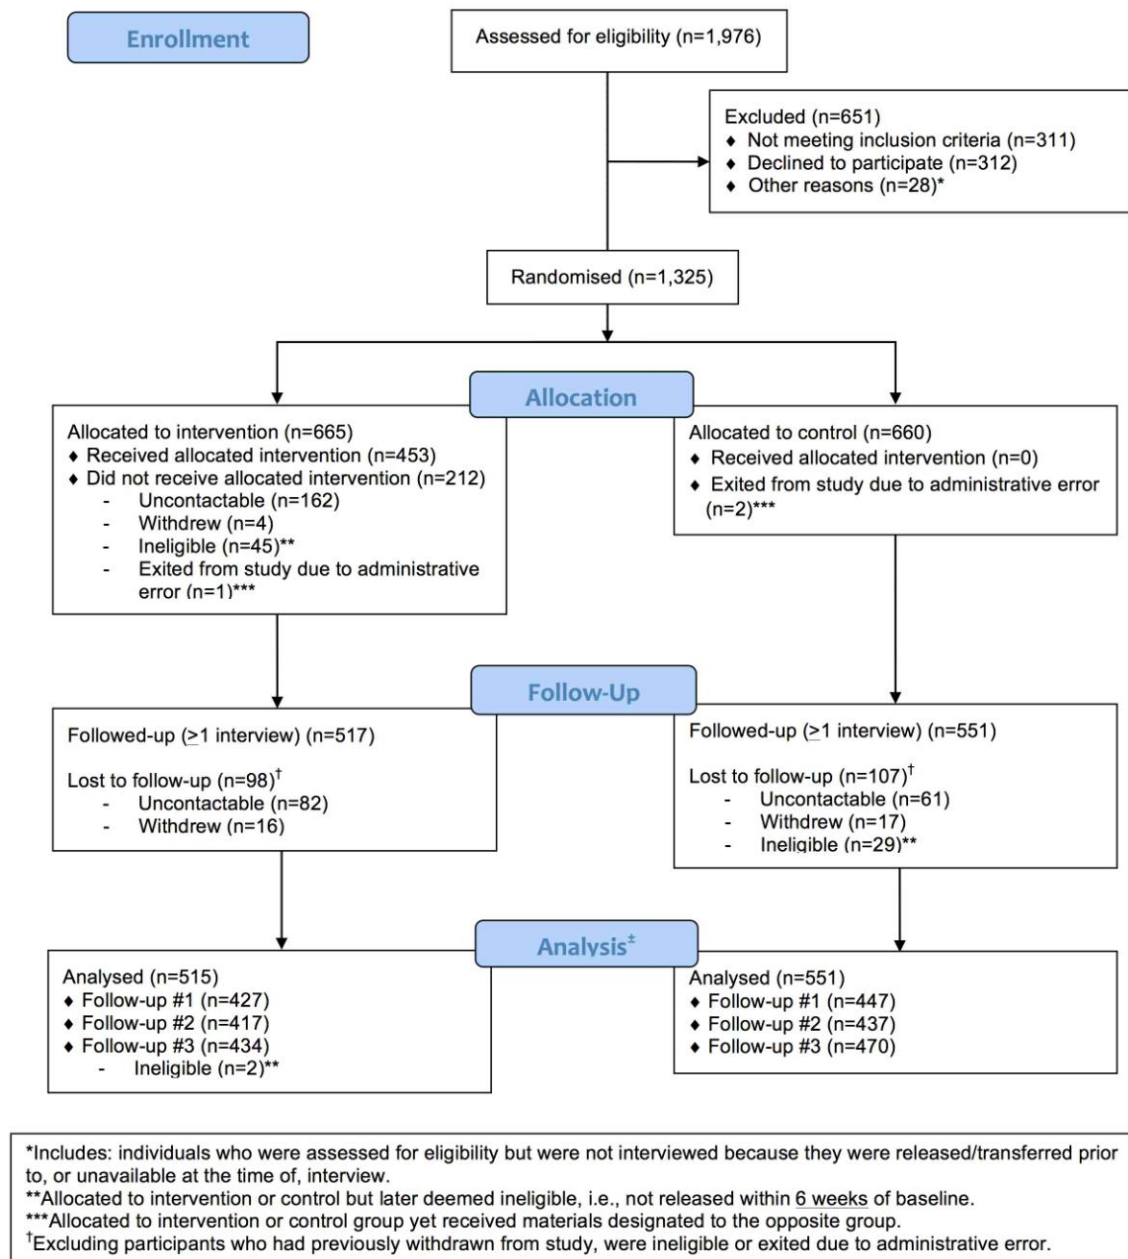 Enrollment
Assessed for eligibility (n=1,976)
Excluded (n=651)
♦ Not meeting inclusion criteria (n=311)
♦ Declined to participate (n=312)
♦ Other reasons (n=28)*
Randomised (n=1,325)
Allocation
Allocated to intervention (n=665)
♦ Received allocated intervention (n=453)
♦ Did not receive allocated intervention (n=212)
- Uncontactable (n=162)
- Withdrew (n=4)
- Ineligible (n=45)**
- Exited from study due to administrative
error (n=1)***
Allocated to control (n=660)
♦ Received allocated intervention (n=0)
♦ Exited from study due to administrative error
(n=2)***
Follow-Up
Followed-up (≥1 interview) (n=517)
Lost to follow-up (n=98)†
- Uncontactable (n=82)
- Withdrew (n=16)
Followed-up (≥1 interview) (n=551)
Lost to follow-up (n=107)†
- Uncontactable (n=61)
- Withdrew (n=17)
- Ineligible (n=29)**
Analysis±
Analysed (n=515)
♦ Follow-up #1 (n=427)
♦ Follow-up #2 (n=417)
♦ Follow-up #3 (n=434)
- Ineligible (n=2)**
Analysed (n=551)
♦ Follow-up #1 (n=447)
♦ Follow-up #2 (n=437)
♦ Follow-up #3 (n=470)
*Includes: individuals who were assessed for eligibility but were not interviewed because they were released/transferred prior
to, or unavailable at the time of, interview.
**Allocated to intervention or control but later deemed ineligible, i.e., not released within 6 weeks of baseline.
***Allocated to intervention or control group yet received materials designated to the opposite group.
†Excluding participants who had previously withdrawn from study, were ineligible or exited due to administrative error.